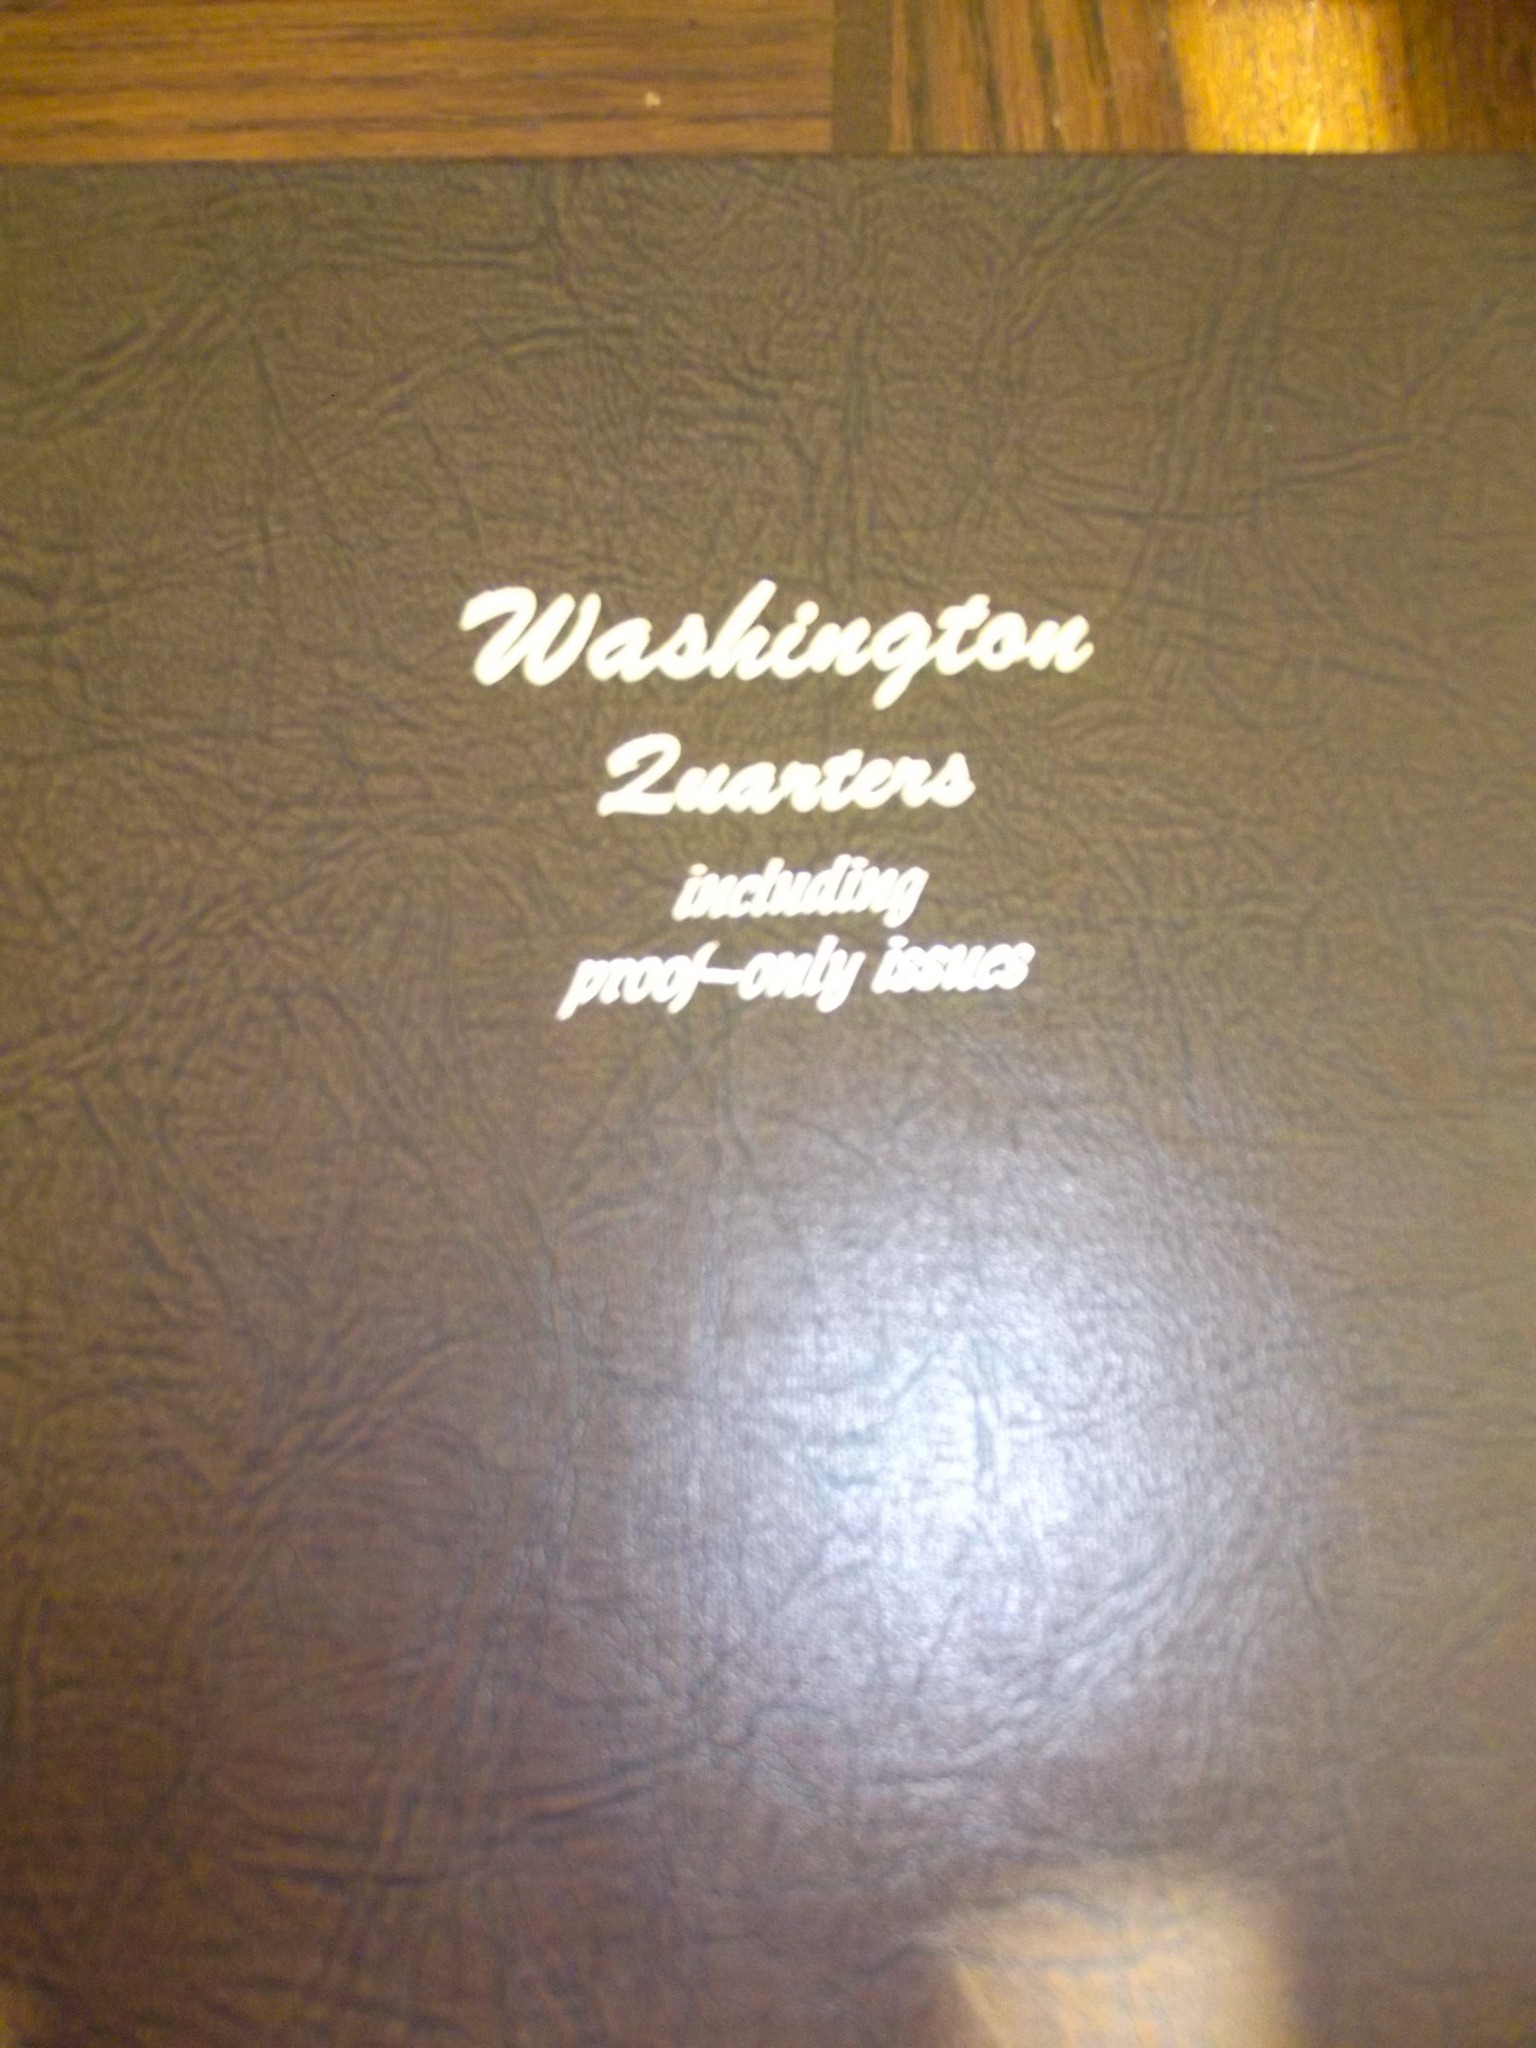 Washington
Quarters
including
proof-only issues